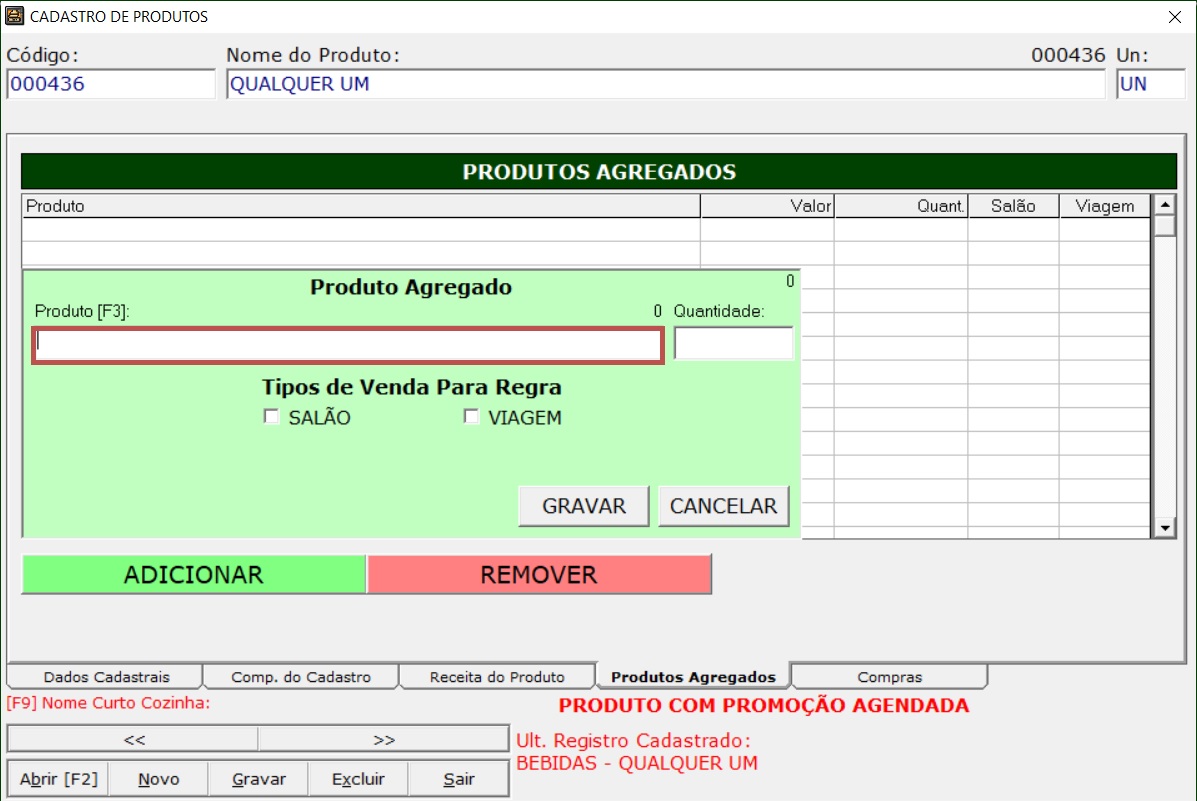 CADASTRO DE PRODUTOS
Código: Nome do Produto: 000436 Un:
000436 QUALQUER UM UN
PRODUTOS AGREGADOS
Produto Valor Quant. Salão Viagem
Produto Agregado 0
Produto [F3]: 0 Quantidade:
Tipos de Venda Para Regra
SALÃO VIAGEM
GRAVAR CANCELAR
ADICIONAR REMOVER
Dados Cadastrais Comp. do Cadastro Receita do Produto Produtos Agregados Compras
[F9] Nome Curto Cozinha: PRODUTO COM PROMOÇÃO AGENDADA
<< >> Ult. Registro Cadastrado:
BEBIDAS - QUALQUER UM
Abrir [F2] Novo Gravar Excluir Sair